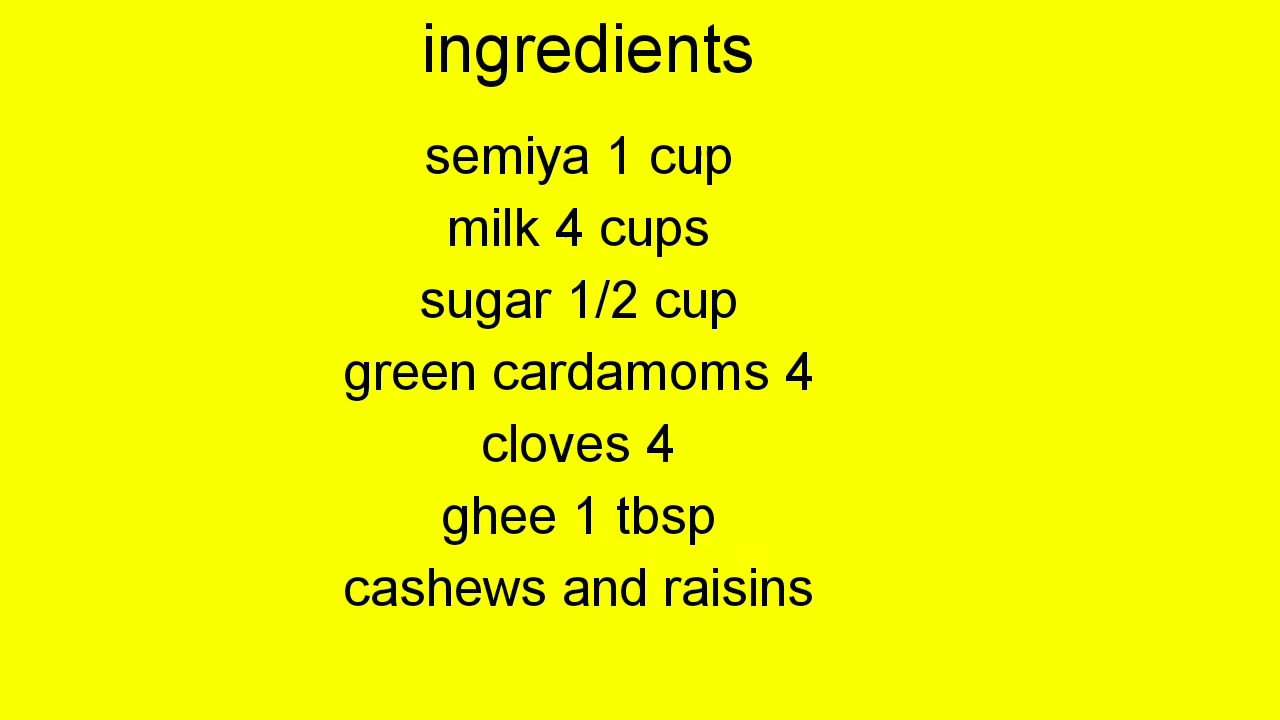 ingredients
semiya 1 cup
milk 4 cups
sugar 1/2 cup
green cardamoms 4
cloves 4
ghee 1 tbsp
cashews and raisins